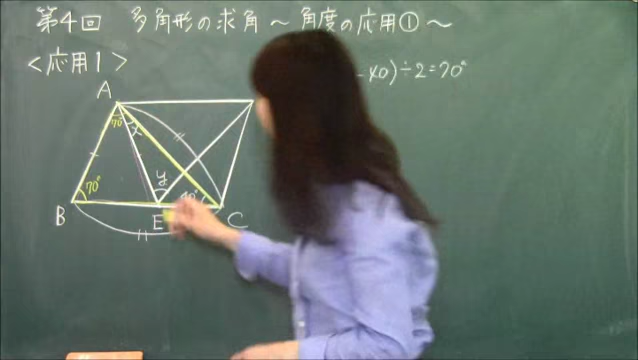 第4回 多角形の求角 ～ 角度の応用① ～
<応用1>
-40)÷2=70°
A
70°
x
y
70°
40°
B
E
C